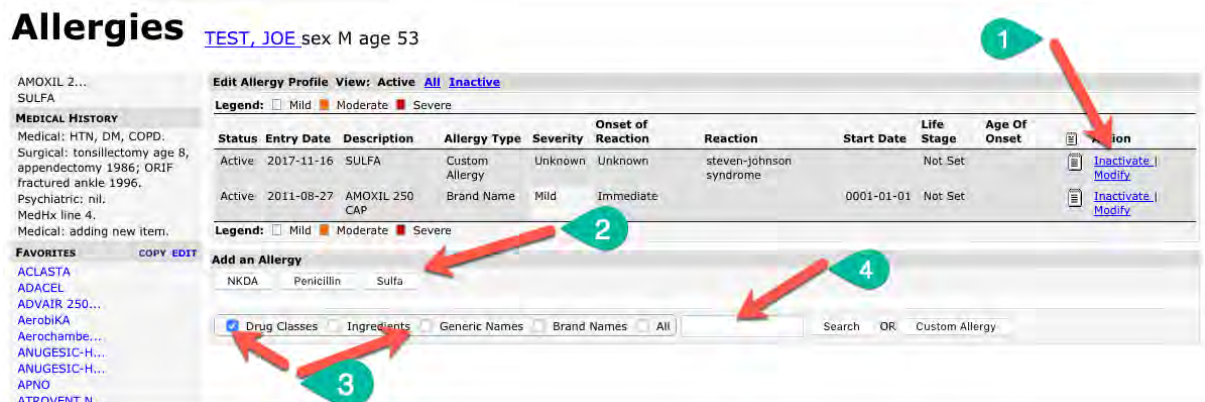 Allergies TEST, JOE sex M age 53
1
AMOXIL 2...
SULFA
MEDICAL HISTORY
Medical: HTN, DM, COPD.
Surgical: tonsillectomy age 8,
appendectomy 1986; ORIF
fractured ankle 1996.
Psychiatric: nil.
MedHx line 4.
Medical: adding new item.
FAVORITES COPY EDIT
ACLASTA
ADACEL
ADVAIR 250...
AerobiKA
Aerochambe...
ANUGESIC-H...
ANUGESIC-H...
APNO
ATROVENT N...
Edit Allergy Profile View: Active All Inactive
Legend: Mild Moderate Severe
Status Entry Date Description Allergy Type Severity Onset of Reaction Reaction Start Date Life Stage Age Of Onset
Active 2017-11-16 SULFA Custom Allergy Unknown Unknown steven-johnson syndrome Not Set Inactivate | Modify
Active 2011-08-27 AMOXIL 250 CAP Brand Name Mild Immediate 0001-01-01 Not Set Inactivate | Modify
Legend: Mild Moderate Severe
2
Add an Allergy
4
NKDA Penicillin Sulfa
Drug Classes Ingredients Generic Names Brand Names All Search OR Custom Allergy
3